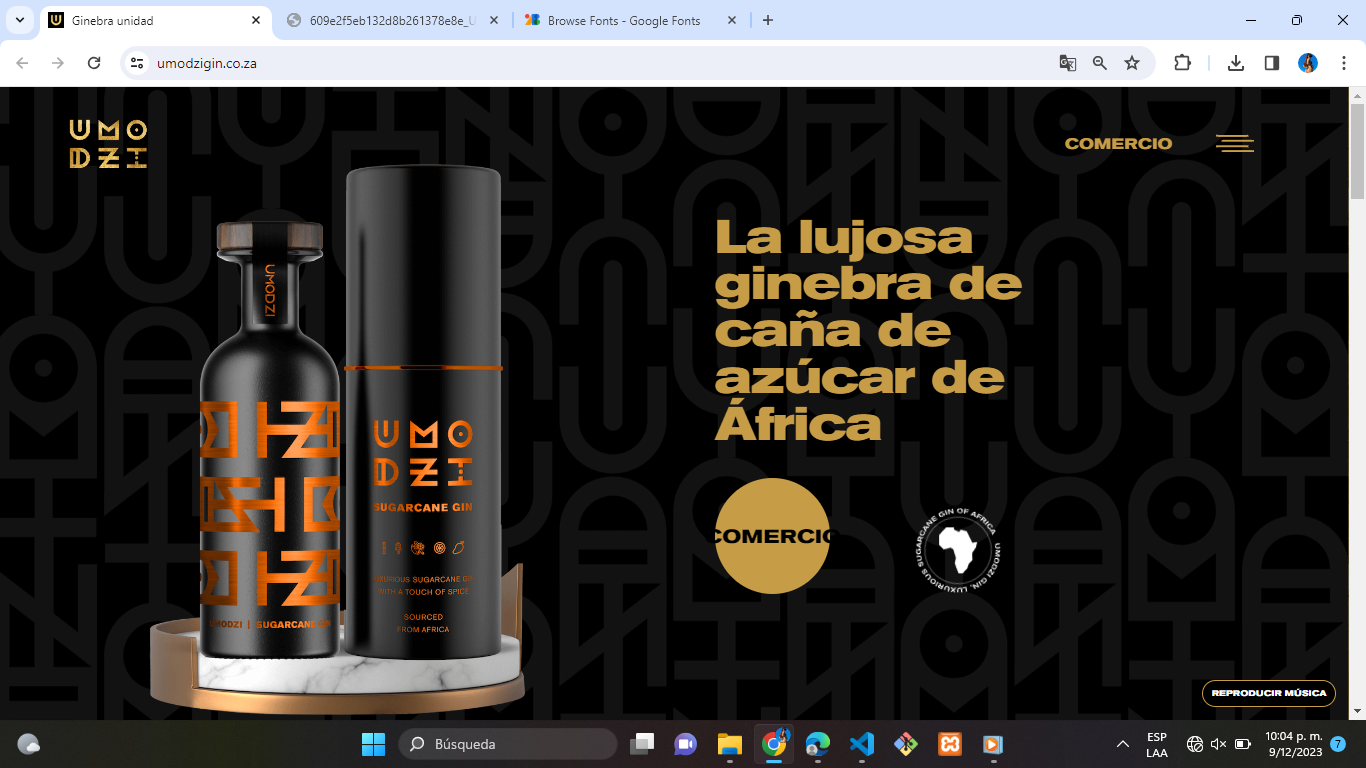 Ginebra unidad
609e2f5eb132d8b261378e8e_U
Browse Fonts - Google Fonts
umodzigin.co.za
UMO
DZI
COMERCIO
La lujosa
ginebra de
caña de
azúcar de
África
COMERCIO
SUGARCANE GIN OF AFRICA
UMODZI GIN, LUXURIOUS
UMODZI
UMO
DZI
SUGARCANE GIN
LUXURIOUS SUGARCANE GIN
WITH A TOUCH OF SPICE
SOURCED
FROM AFRICA
UMODZI | SUGARCANE GIN
REPRODUCIR MÚSICA
Búsqueda
ESP
LAA
10:04 p. m.
9/12/2023
7